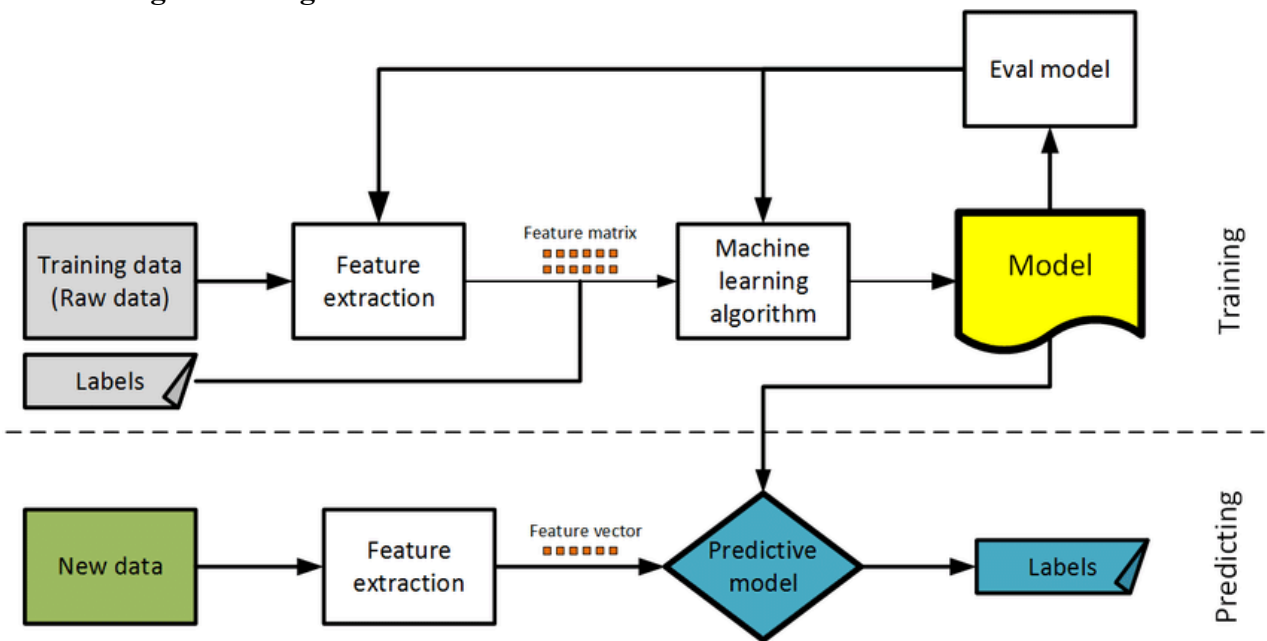 Eval model
Feature matrix
Training data
(Raw data)
Feature
extraction
Machine
learning
algorithm
Model
Training
Labels
Predicting
Feature vector
New data
Feature
extraction
Predictive
model
Labels